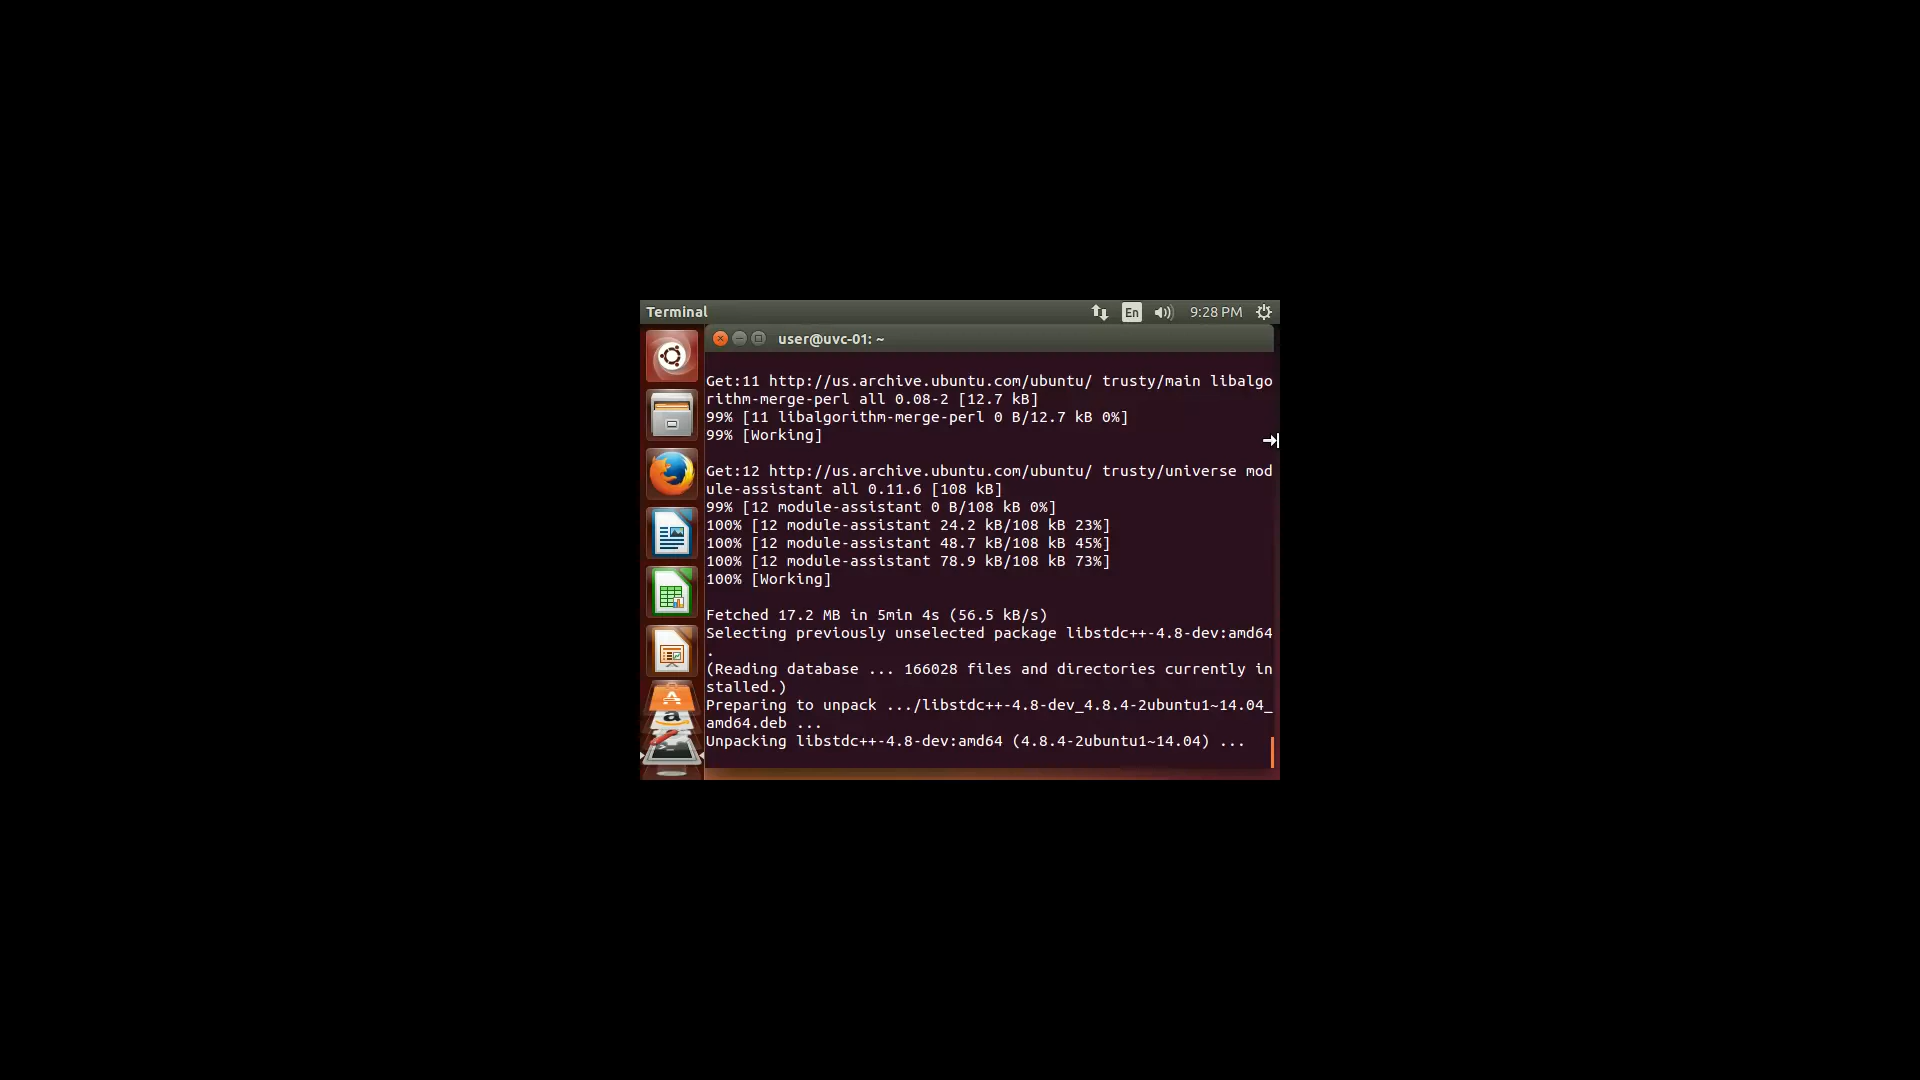 Terminal
En
9:28 PM
user@uvc-01: ~
Get:11 http://us.archive.ubuntu.com/ubuntu/ trusty/main libalgo
rithm-merge-perl all 0.08-2 [12.7 kB]
99% [11 libalgorithm-merge-perl 0 B/12.7 kB 0%]
99% [Working]
Get:12 http://us.archive.ubuntu.com/ubuntu/ trusty/universe mod
ule-assistant all 0.11.6 [108 kB]
99% [12 module-assistant 0 B/108 kB 0%]
100% [12 module-assistant 24.2 kB/108 kB 23%]
100% [12 module-assistant 48.7 kB/108 kB 45%]
100% [12 module-assistant 78.9 kB/108 kB 73%]
100% [Working]
Fetched 17.2 MB in 5min 4s (56.5 kB/s)
Selecting previously unselected package libstdc++-4.8-dev:amd64
.
(Reading database ... 166028 files and directories currently in
stalled.)
Preparing to unpack .../libstdc++-4.8-dev_4.8.4-2ubuntu1~14.04_
amd64.deb ...
Unpacking libstdc++-4.8-dev:amd64 (4.8.4-2ubuntu1~14.04) ...